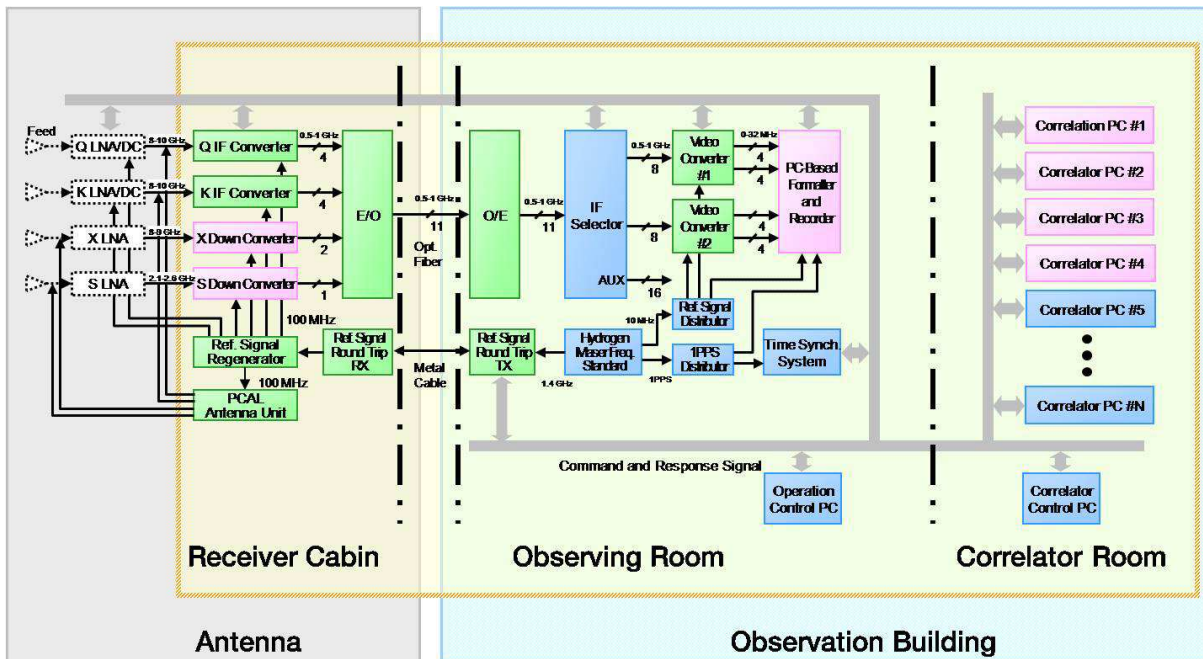 Feed
Q LNA/DC
8-10 GHz
Q IF Converter
0.5-1 GHz
4
K LNA/DC
8-10 GHz
K IF Converter
4
X LNA
8-9 GHz
X Down Converter
2
S LNA
2.1-2.6 GHz
S Down Converter
1
E/O
0.5-1 GHz
11
Opt.
Fiber
O/E
0.5-1 GHz
11
IF
Selector
0.5-1 GHz
8
8
AUX
16
Video
Converter
#1
Video
Converter
#2
0-32 MHz
4
4
4
4
PC-Based
Formatter
and
Recorder
100 MHz
Ref. Signal
Regenerator
100 MHz
PCAL
Antenna Unit
Ref. Signal
Round Trip
RX
Metal
Cable
Ref. Signal
Round Trip
TX
1.4 GHz
Hydrogen
Maser Freq.
Standard
10 MHz
Ref. Signal
Distributor
1PPS
1PPS
Distributor
Time Synch.
System
Command and Response Signal
Operation
Control PC
Correlation PC #1
Correlator PC #2
Correlator PC #3
Correlator PC #4
Correlator PC #5
Correlator PC #N
Correlator
Control PC
Receiver Cabin
Observing Room
Correlator Room
Antenna
Observation Building